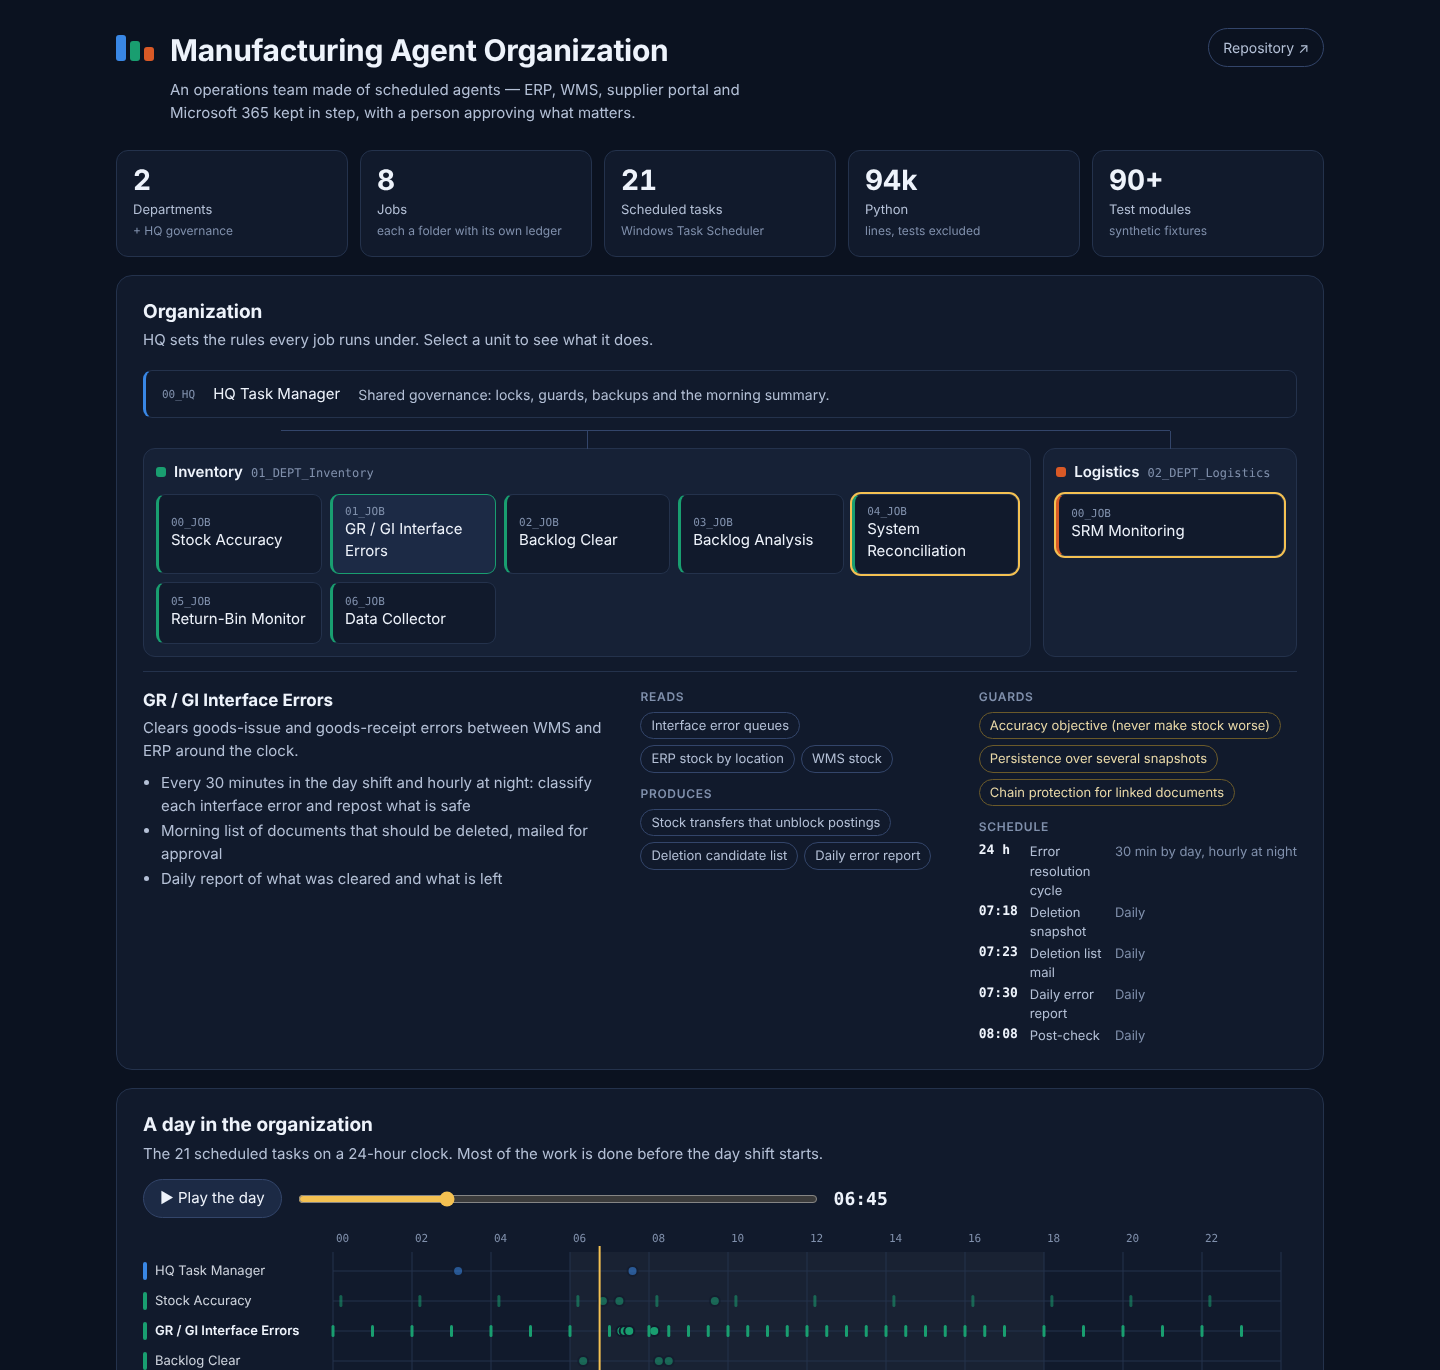 Manufacturing Agent Organization
Repository ↗
An operations team made of scheduled agents — ERP, WMS, supplier portal and
Microsoft 365 kept in step, with a person approving what matters.
2
Departments
+ HQ governance
8
Jobs
each a folder with its own ledger
21
Scheduled tasks
Windows Task Scheduler
94k
Python
lines, tests excluded
90+
Test modules
synthetic fixtures
Organization
HQ sets the rules every job runs under. Select a unit to see what it does.
00_HQ HQ Task Manager Shared governance: locks, guards, backups and the morning summary.
Inventory 01_DEPT_Inventory
00_JOB
Stock Accuracy
01_JOB
GR / GI Interface
Errors
02_JOB
Backlog Clear
03_JOB
Backlog Analysis
04_JOB
System
Reconciliation
05_JOB
Return-Bin Monitor
06_JOB
Data Collector
Logistics 02_DEPT_Logistics
00_JOB
SRM Monitoring
GR / GI Interface Errors
Clears goods-issue and goods-receipt errors between WMS and
ERP around the clock.
• Every 30 minutes in the day shift and hourly at night: classify
each interface error and repost what is safe
• Morning list of documents that should be deleted, mailed for
approval
• Daily report of what was cleared and what is left
READS
Interface error queues
ERP stock by location WMS stock
PRODUCES
Stock transfers that unblock postings
Deletion candidate list Daily error report
GUARDS
Accuracy objective (never make stock worse)
Persistence over several snapshots
Chain protection for linked documents
SCHEDULE
24 h Error 30 min by day, hourly at night
resolution
cycle
07:18 Deletion Daily
snapshot
07:23 Deletion list Daily
mail
07:30 Daily error Daily
report
08:08 Post-check Daily
A day in the organization
The 21 scheduled tasks on a 24-hour clock. Most of the work is done before the day shift starts.
▶ Play the day 06:45
00 02 04 06 08 10 12 14 16 18 20 22
HQ Task Manager
Stock Accuracy
GR / GI Interface Errors
Backlog Clear